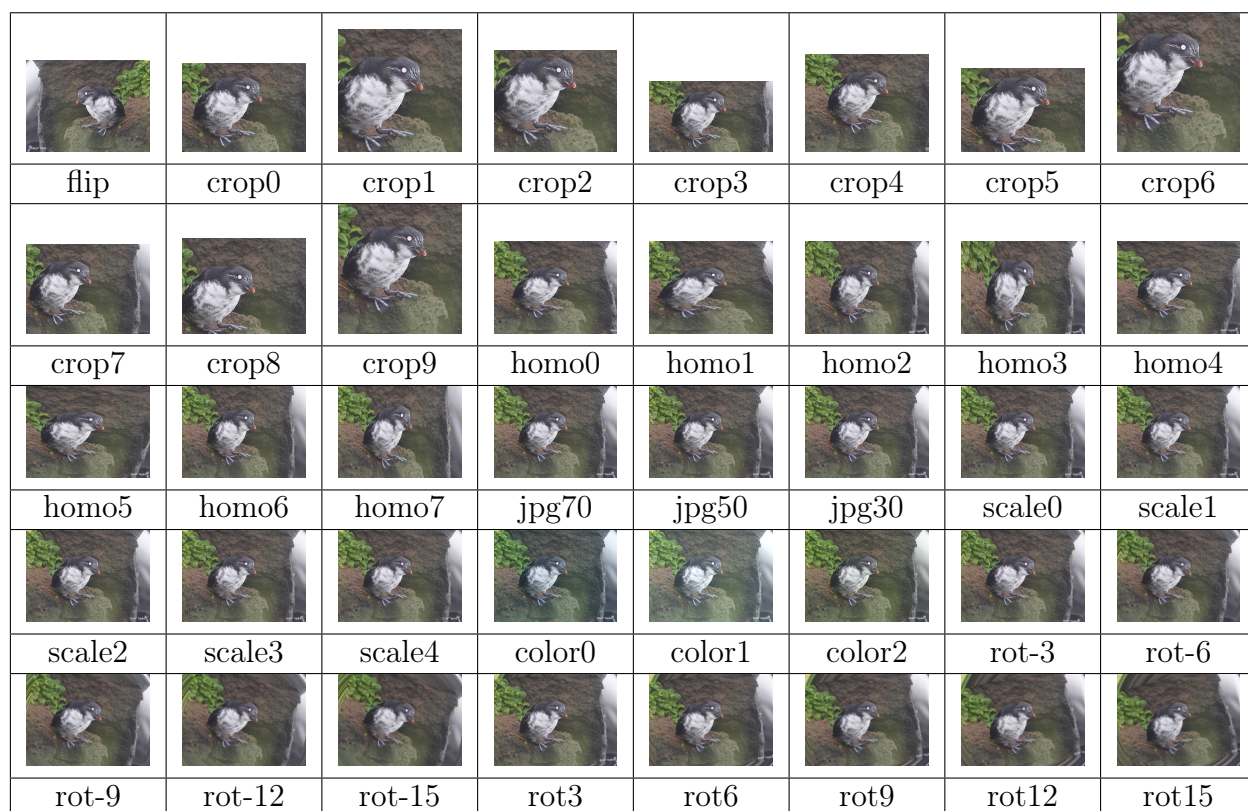 flip crop0 crop1 crop2 crop3 crop4 crop5 crop6
crop7 crop8 crop9 homo0 homo1 homo2 homo3 homo4
homo5 homo6 homo7 jpg70 jpg50 jpg30 scale0 scale1
scale2 scale3 scale4 color0 color1 color2 rot-3 rot-6
rot-9 rot-12 rot-15 rot3 rot6 rot9 rot12 rot15